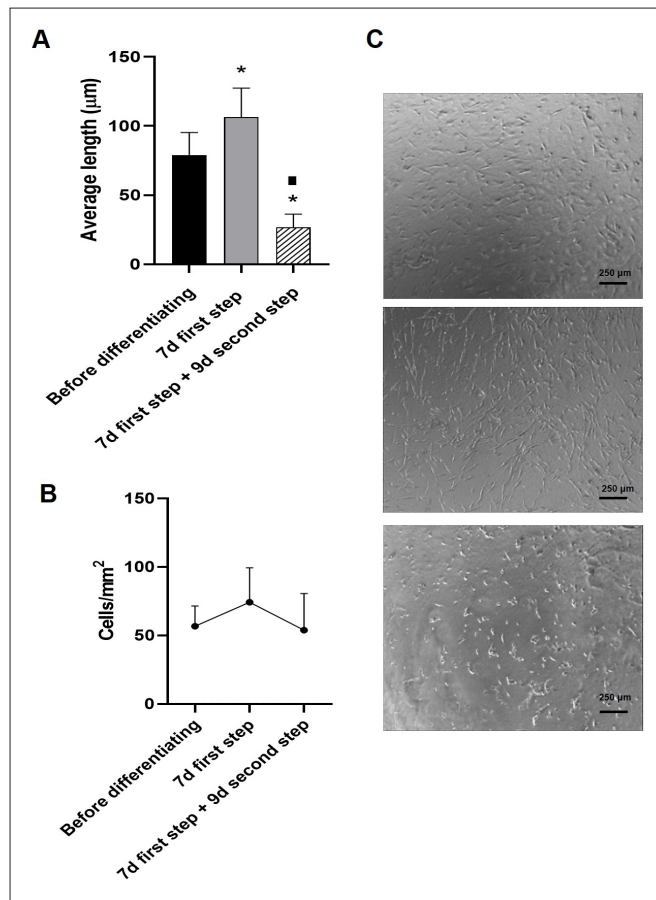 A
Average length (μm)
150
100
50
0
*
■
*
Before differentiating
7d first step
7d first step + 9d second step
B
Cells/mm²
150
100
50
0
Before differentiating
7d first step
7d first step + 9d second step
C
250 μm
250 μm
250 μm